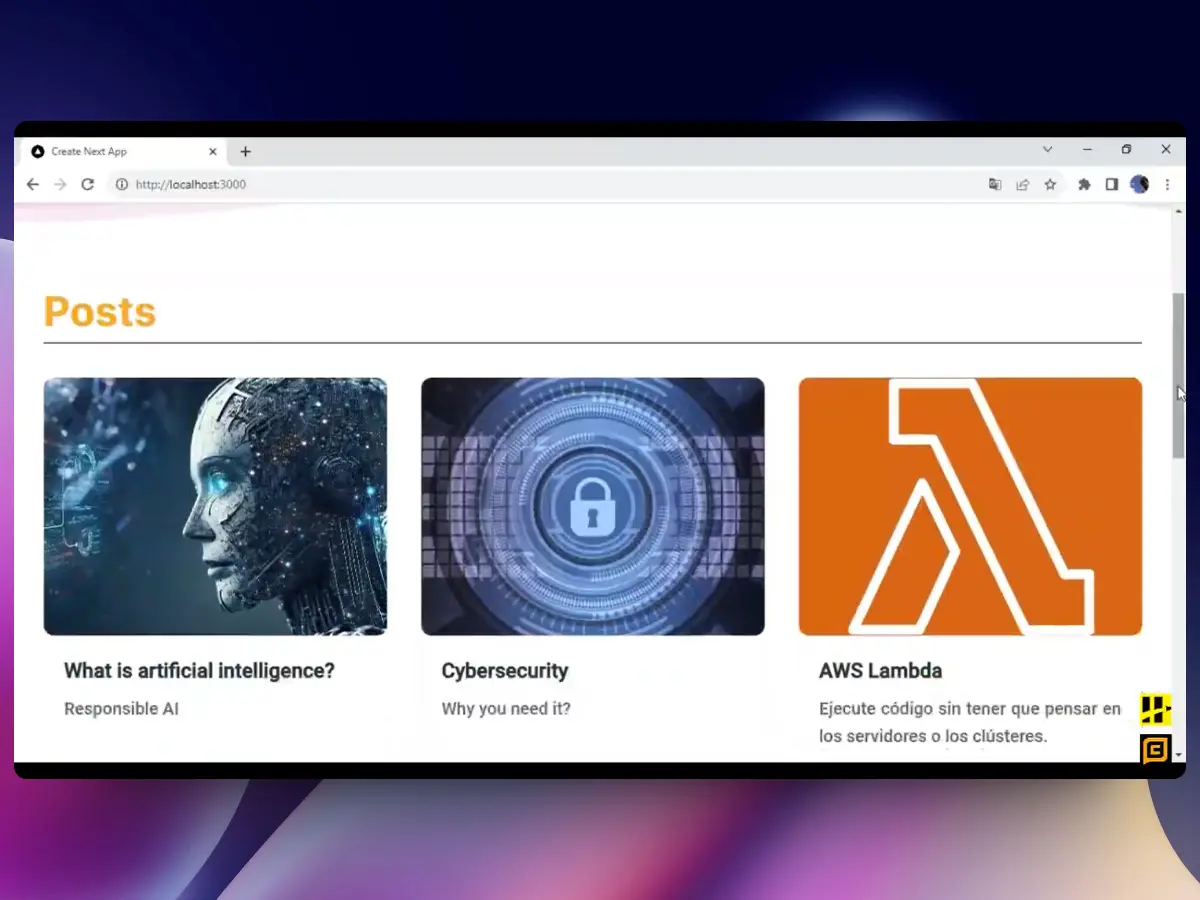 Create Next App
http://localhost:3000
Posts
What is artificial intelligence?
Responsible AI
Cybersecurity
Why you need it?
AWS Lambda
Ejecute código sin tener que pensar en
los servidores o los clústeres.